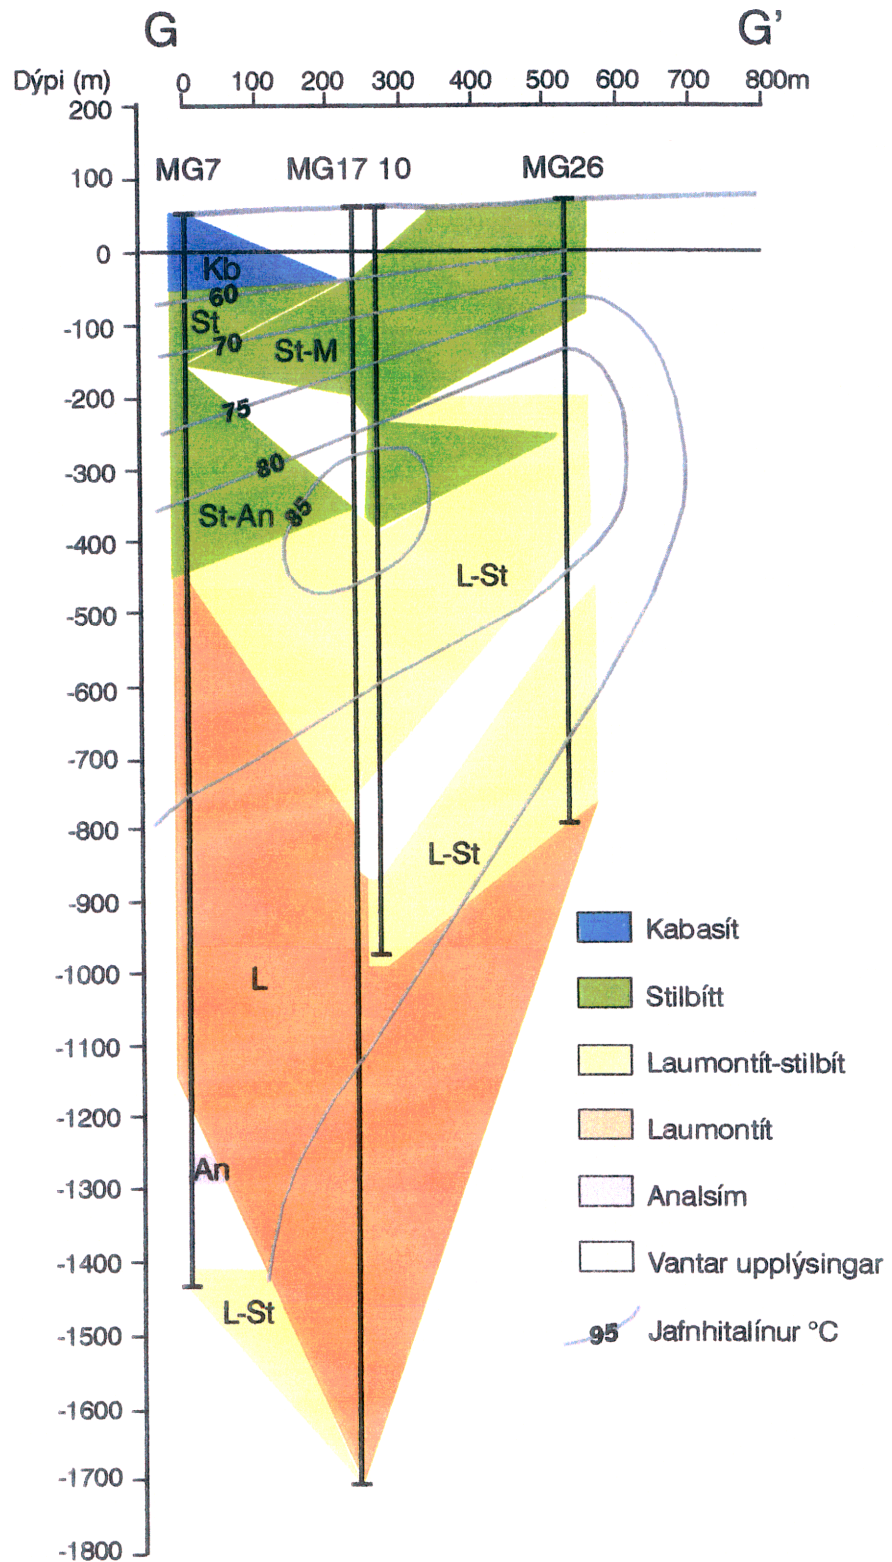 G G'
Dýpi (m) 0 100 200 300 400 500 600 700 800m
200
MG7 MG17 10 MG26
100
0
Kb
60
St
-100
70
St-M
-200
75
80
-300
85
St-An
-400
L-St
-500
-600
-700
-800
L-St
-900
Kabasít
-1000
L
Stilbítt
-1100
Laumontít-stilbít
-1200
Laumontít
An
-1300
Analsím
-1400
Vantar upplýsingar
L-St
-1500
95 Jafnhitalínur °C
-1600
-1700
-1800